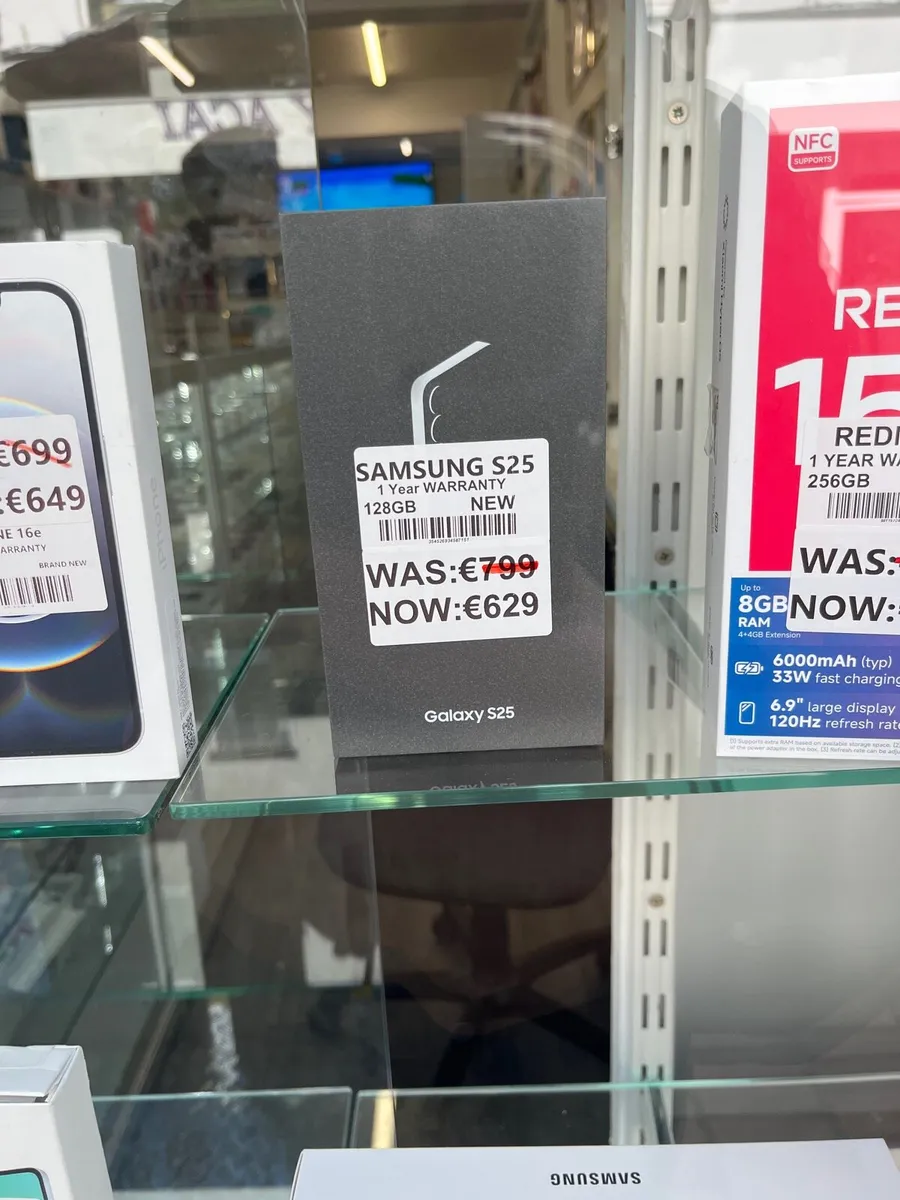 €699
:€649
NE 16e
ARRANTY
BRAND NEW
SAMSUNG S25
1 Year WARRANTY
128GB NEW
WAS:€799
NOW:€629
Galaxy S25
NFC
SUPPORTS
RE
15
REDM
1 YEAR WA
256GB
WAS:
NOW:
Up to
8GB
RAM
4+4GB Extension
6000mAh (typ)
33W fast charging
6.9" large display
120Hz refresh rate
SAMSUNG